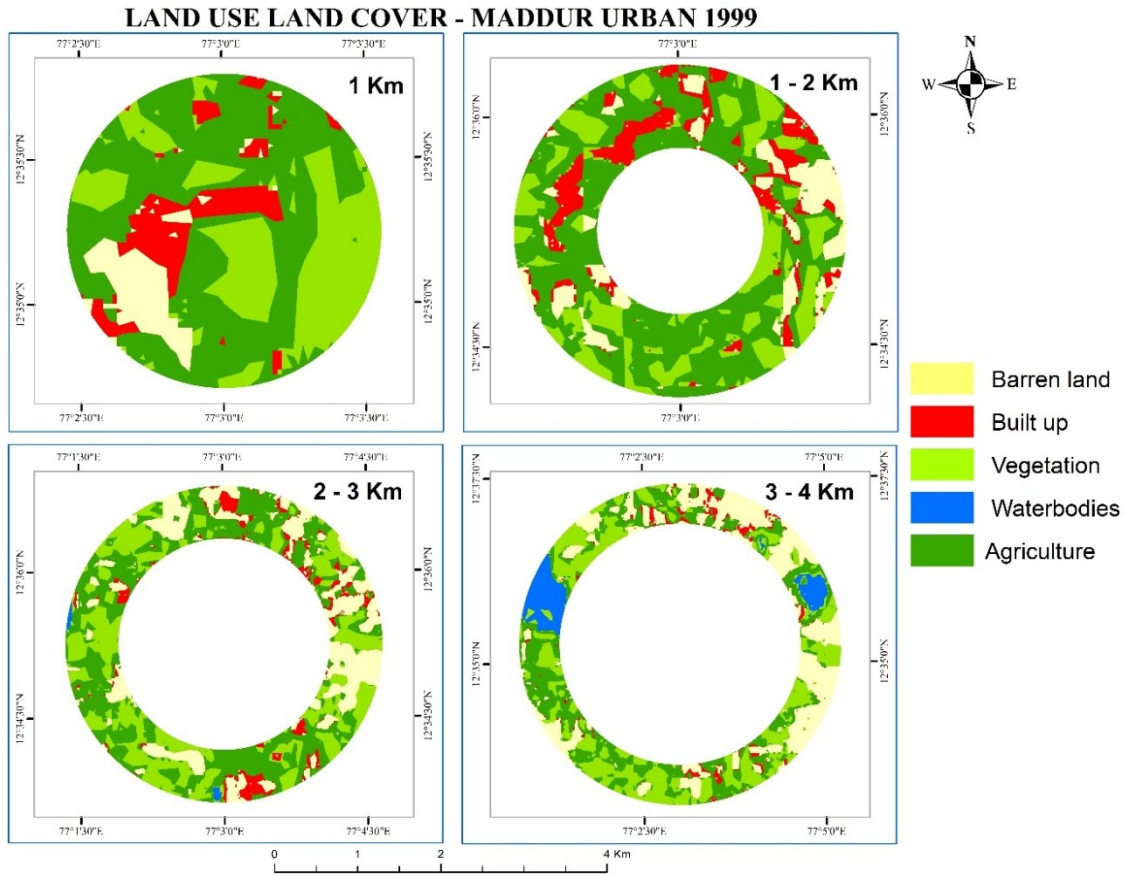 LAND USE LAND COVER - MADDUR URBAN 1999
77°2'30"E 77°3'0"E 77°3'30"E
1 Km
12°35'30"N
12°35'30"N
12°35'0"N
12°35'0"N
77°2'30"E 77°3'0"E 77°3'30"E
77°3'0"E
1 - 2 Km
12°36'0"N
12°36'0"N
12°34'30"N
12°34'30"N
77°3'0"E
N
W E
S
Barren land
Built up
Vegetation
Waterbodies
Agriculture
77°1'30"E 77°3'0"E 77°4'30"E
2 - 3 Km
12°36'0"N
12°36'0"N
12°34'30"N
12°34'30"N
77°1'30"E 77°3'0"E 77°4'30"E
77°2'30"E 77°5'0"E
3 - 4 Km
12°37'30"N
12°37'30"N
12°35'0"N
12°35'0"N
77°2'30"E 77°5'0"E
0 1 2 4 Km